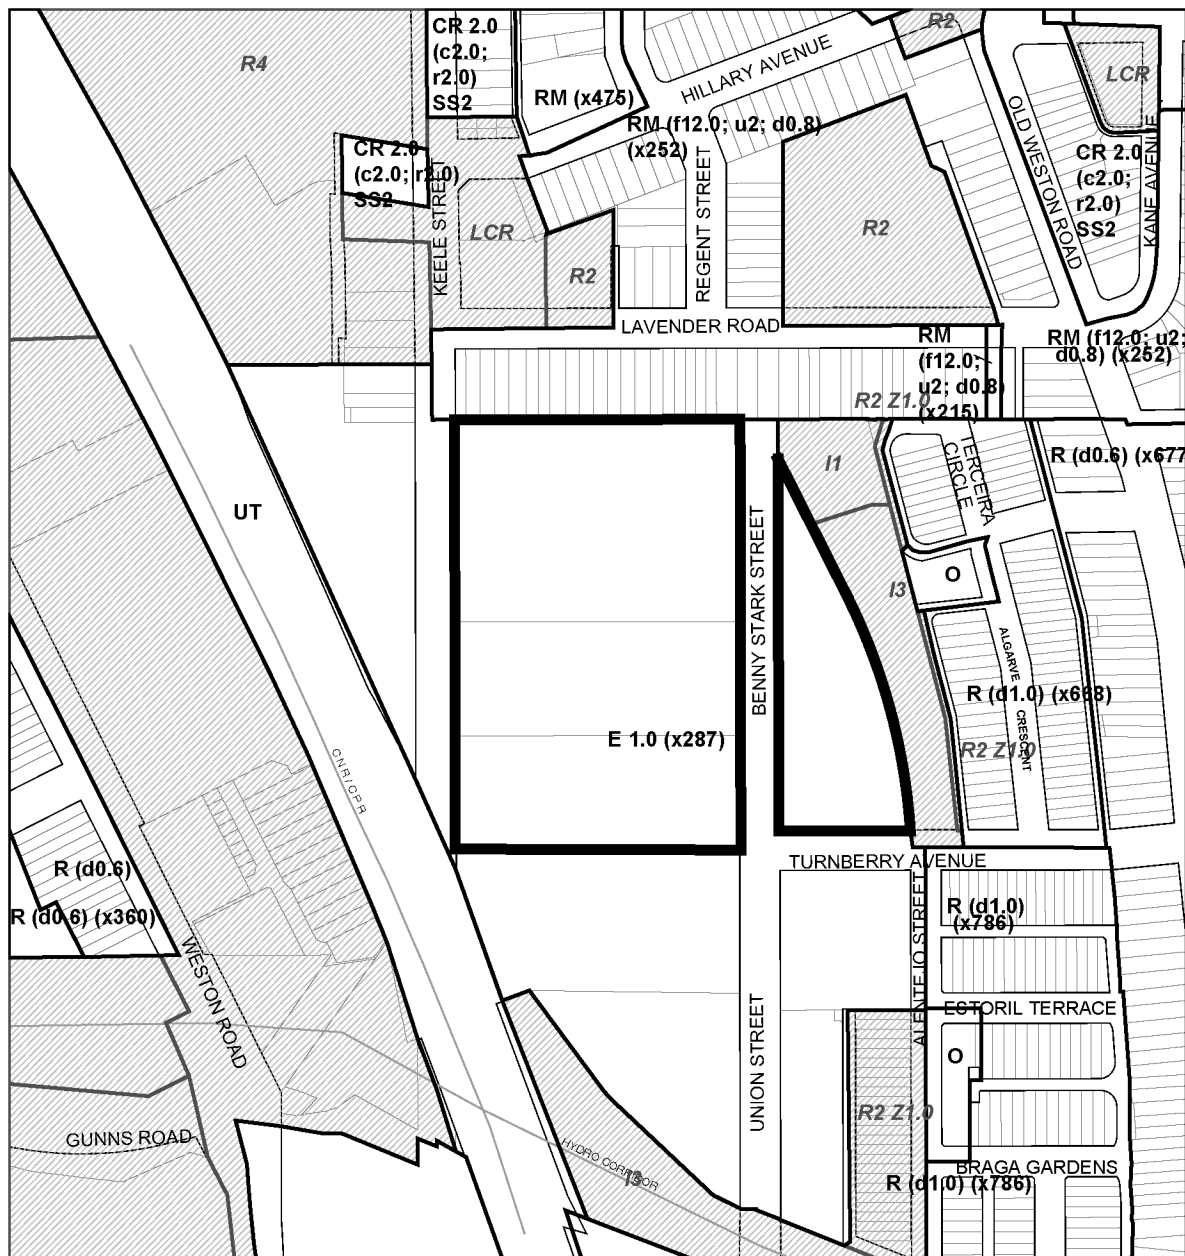 R4
CR 2.0
(c2.0;
r2.0)
SS2
RM (x475)
HILLARY AVENUE
R2
LCR
OLD WESTON ROAD
KANE AVENUE
RM (f12.0; u2; d0.8)
(x252)
CR 2.0
(c2.0; r2.0)
SS2
KEELE STREET
LCR
R2
REGENT STREET
R2
CR 2.0
(c2.0;
r2.0)
SS2
LAVENDER ROAD
RM
(f12.0;
u2; d0.8)
(x215)
RM (f12.0; u2;
d0.8) (x252)
R2 Z1.0
UT
I1
TERCEIRA
CIRCLE
R (d0.6) (x677
BENNY STARK STREET
I3
O
ALGARVE
CRESCENT
R (d1.0) (x668)
R2 Z1.0
E 1.0 (x287)
CNR/CPR
TURNBERRY AVENUE
R (d0.6)
R (d0.6) (x360)
WESTON ROAD
ALENTEJO STREET
R (d1.0)
(x786)
ESTORIL TERRACE
UNION STREET
O
R2 Z1.0
GUNNS ROAD
HYDRO CORRIDOR
I3
BRAGA GARDENS
R (d1.0) (x786)